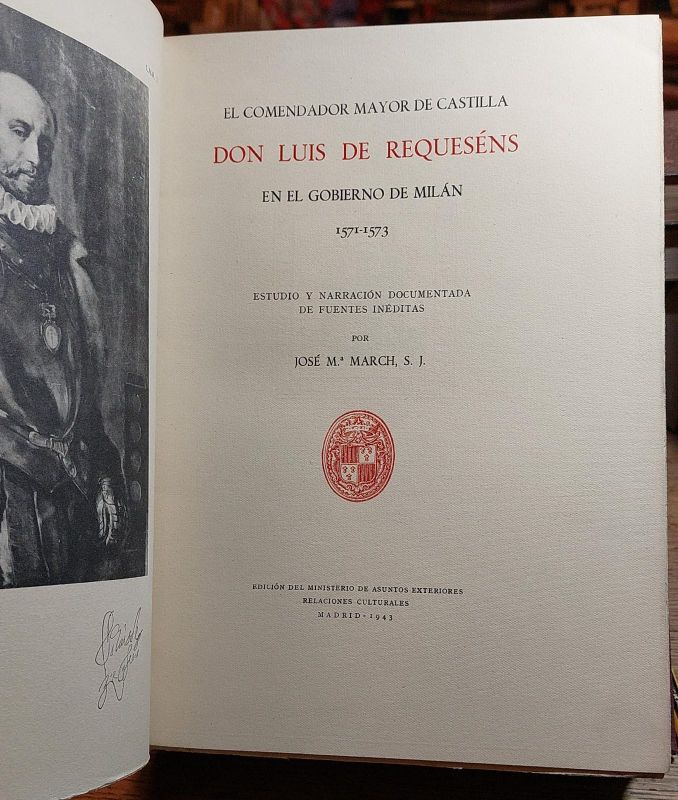 EL COMENDADOR MAYOR DE CASTILLA
DON LUIS DE REQUESÉNS
EN EL GOBIERNO DE MILÁN
1571-1573
ESTUDIO Y NARRACIÓN DOCUMENTADA
DE FUENTES INÉDITAS
POR
JOSÉ M.ª MARCH, S. J.
EDICIÓN DEL MINISTERIO DE ASUNTOS EXTERIORES
RELACIONES CULTURALES
MADRID-1943